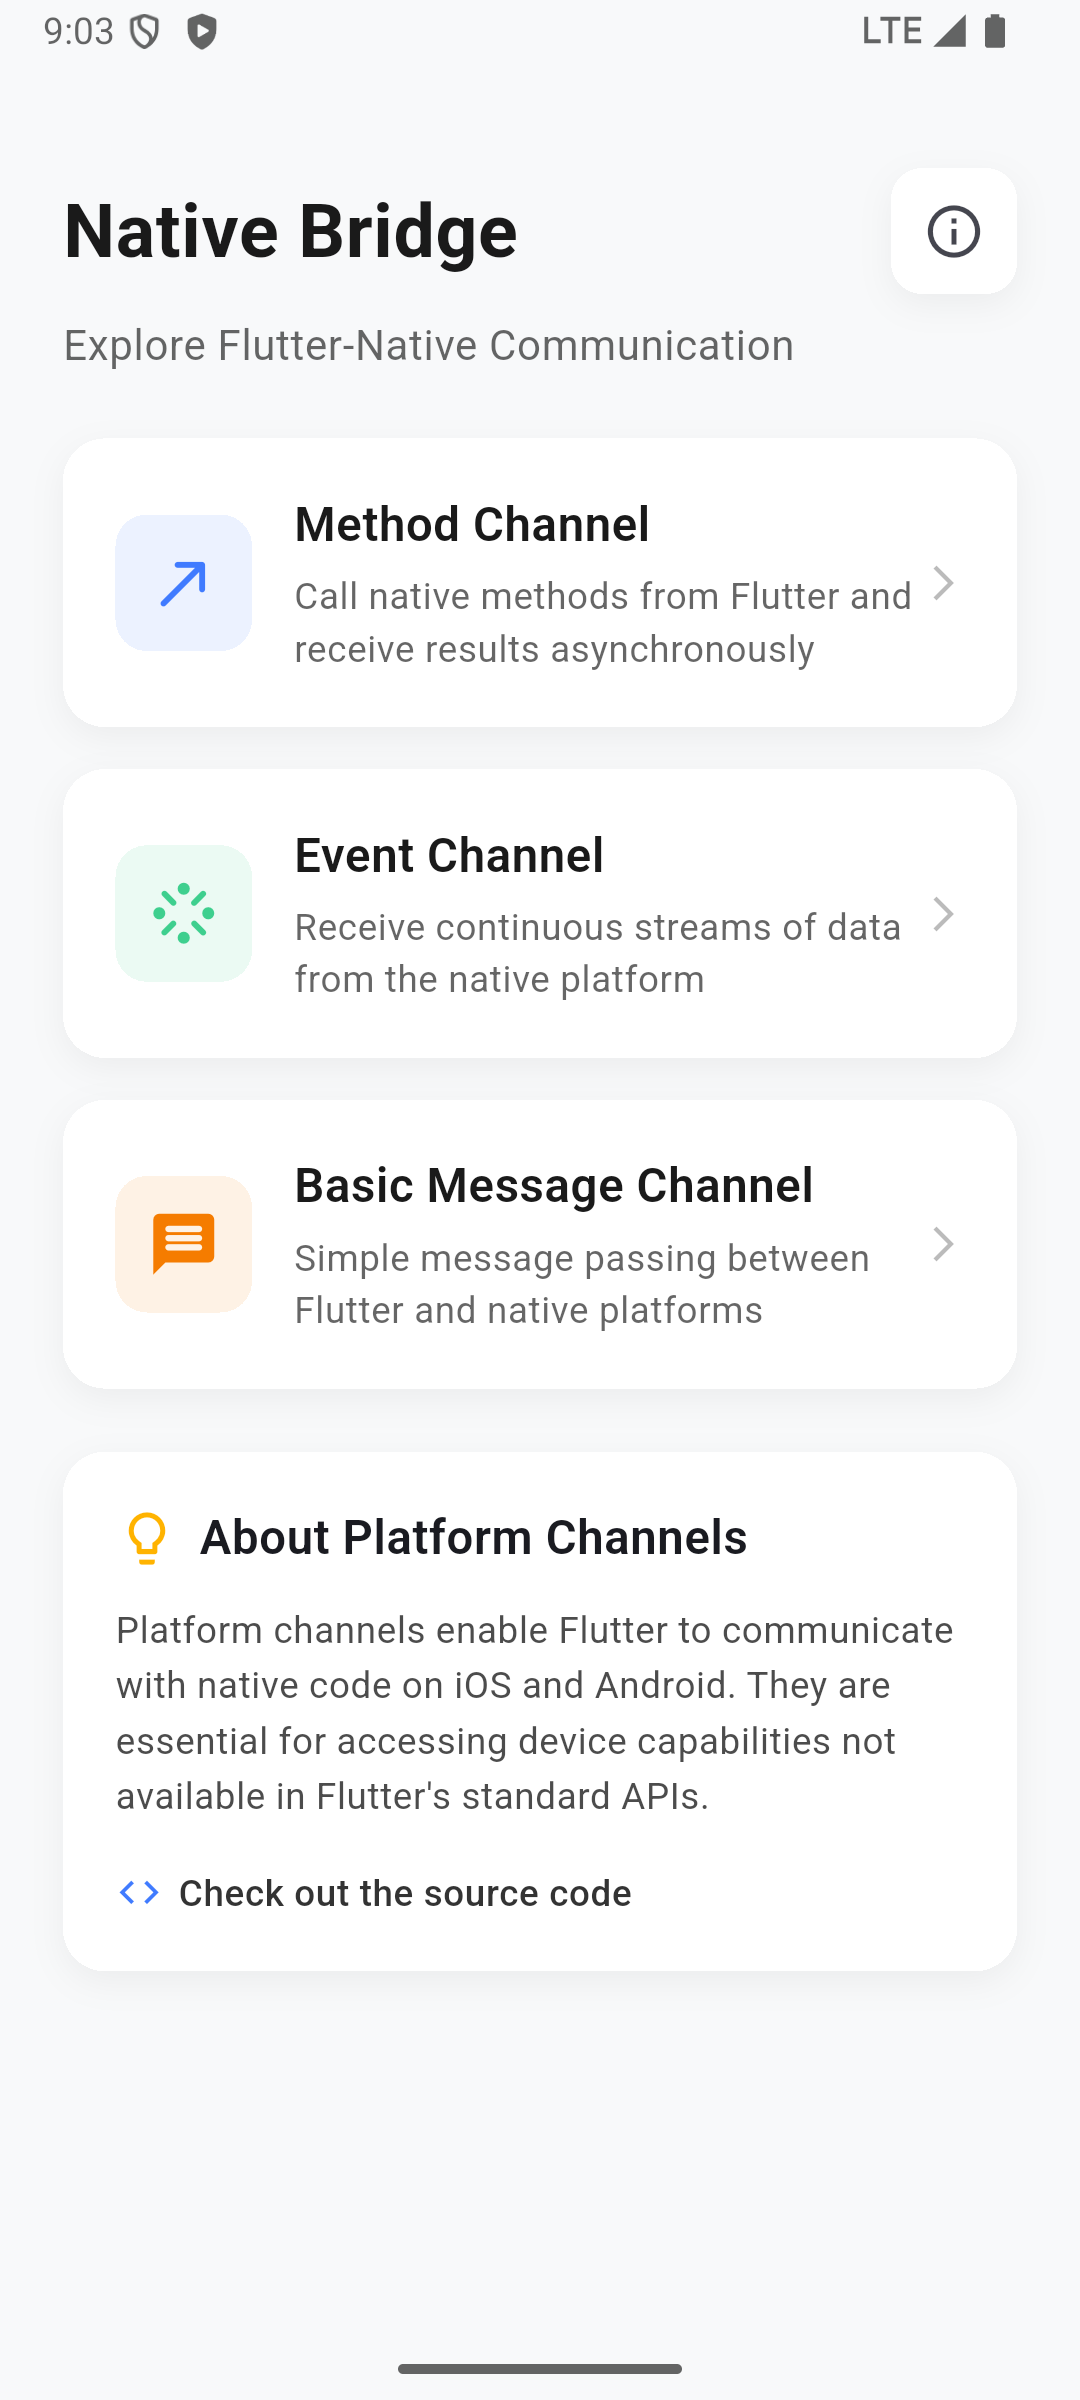 9:03
LTE
Native Bridge
Explore Flutter-Native Communication
Method Channel
Call native methods from Flutter and
receive results asynchronously
Event Channel
Receive continuous streams of data
from the native platform
Basic Message Channel
Simple message passing between
Flutter and native platforms
About Platform Channels
Platform channels enable Flutter to communicate
with native code on iOS and Android. They are
essential for accessing device capabilities not
available in Flutter's standard APIs.
Check out the source code